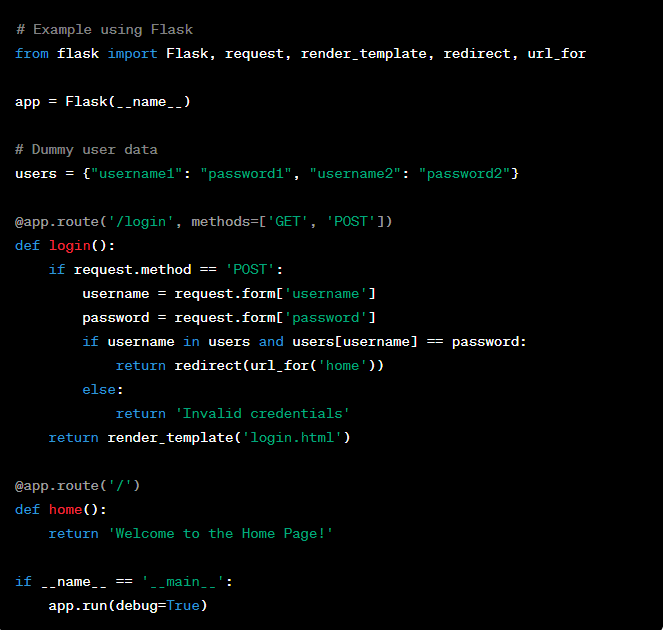 # Example using Flask
from flask import Flask, request, render_template, redirect, url_for
app = Flask(__name__)
# Dummy user data
users = {"username1": "password1", "username2": "password2"}
@app.route('/login', methods=['GET', 'POST'])
def login():
    if request.method == 'POST':
        username = request.form['username']
        password = request.form['password']
        if username in users and users[username] == password:
            return redirect(url_for('home'))
        else:
            return 'Invalid credentials'
    return render_template('login.html')
@app.route('/')
def home():
    return 'Welcome to the Home Page!'
if __name__ == '__main__':
    app.run(debug=True)